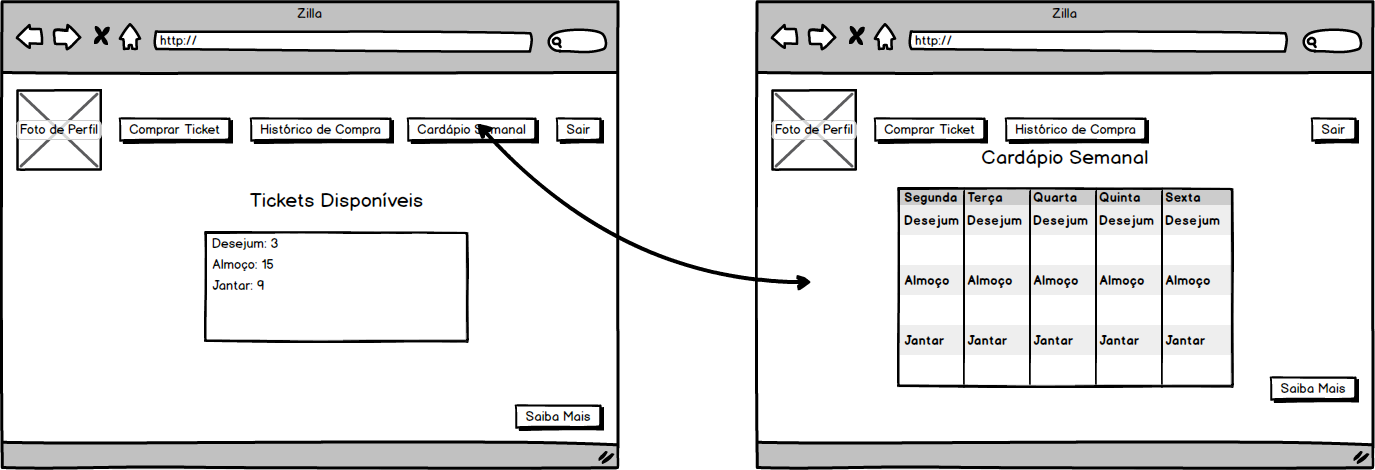 Zilla
http://
Foto de Perfil
Comprar Ticket
Histórico de Compra
Cardápio Semanal
Sair
Tickets Disponíveis
Desejum: 3
Almoço: 15
Jantar: 9
Saiba Mais
Zilla
http://
Foto de Perfil
Comprar Ticket
Histórico de Compra
Sair
Cardápio Semanal
Segunda Terça Quarta Quinta Sexta
Desejum Desejum Desejum Desejum Desejum
Almoço Almoço Almoço Almoço Almoço
Jantar Jantar Jantar Jantar Jantar
Saiba Mais